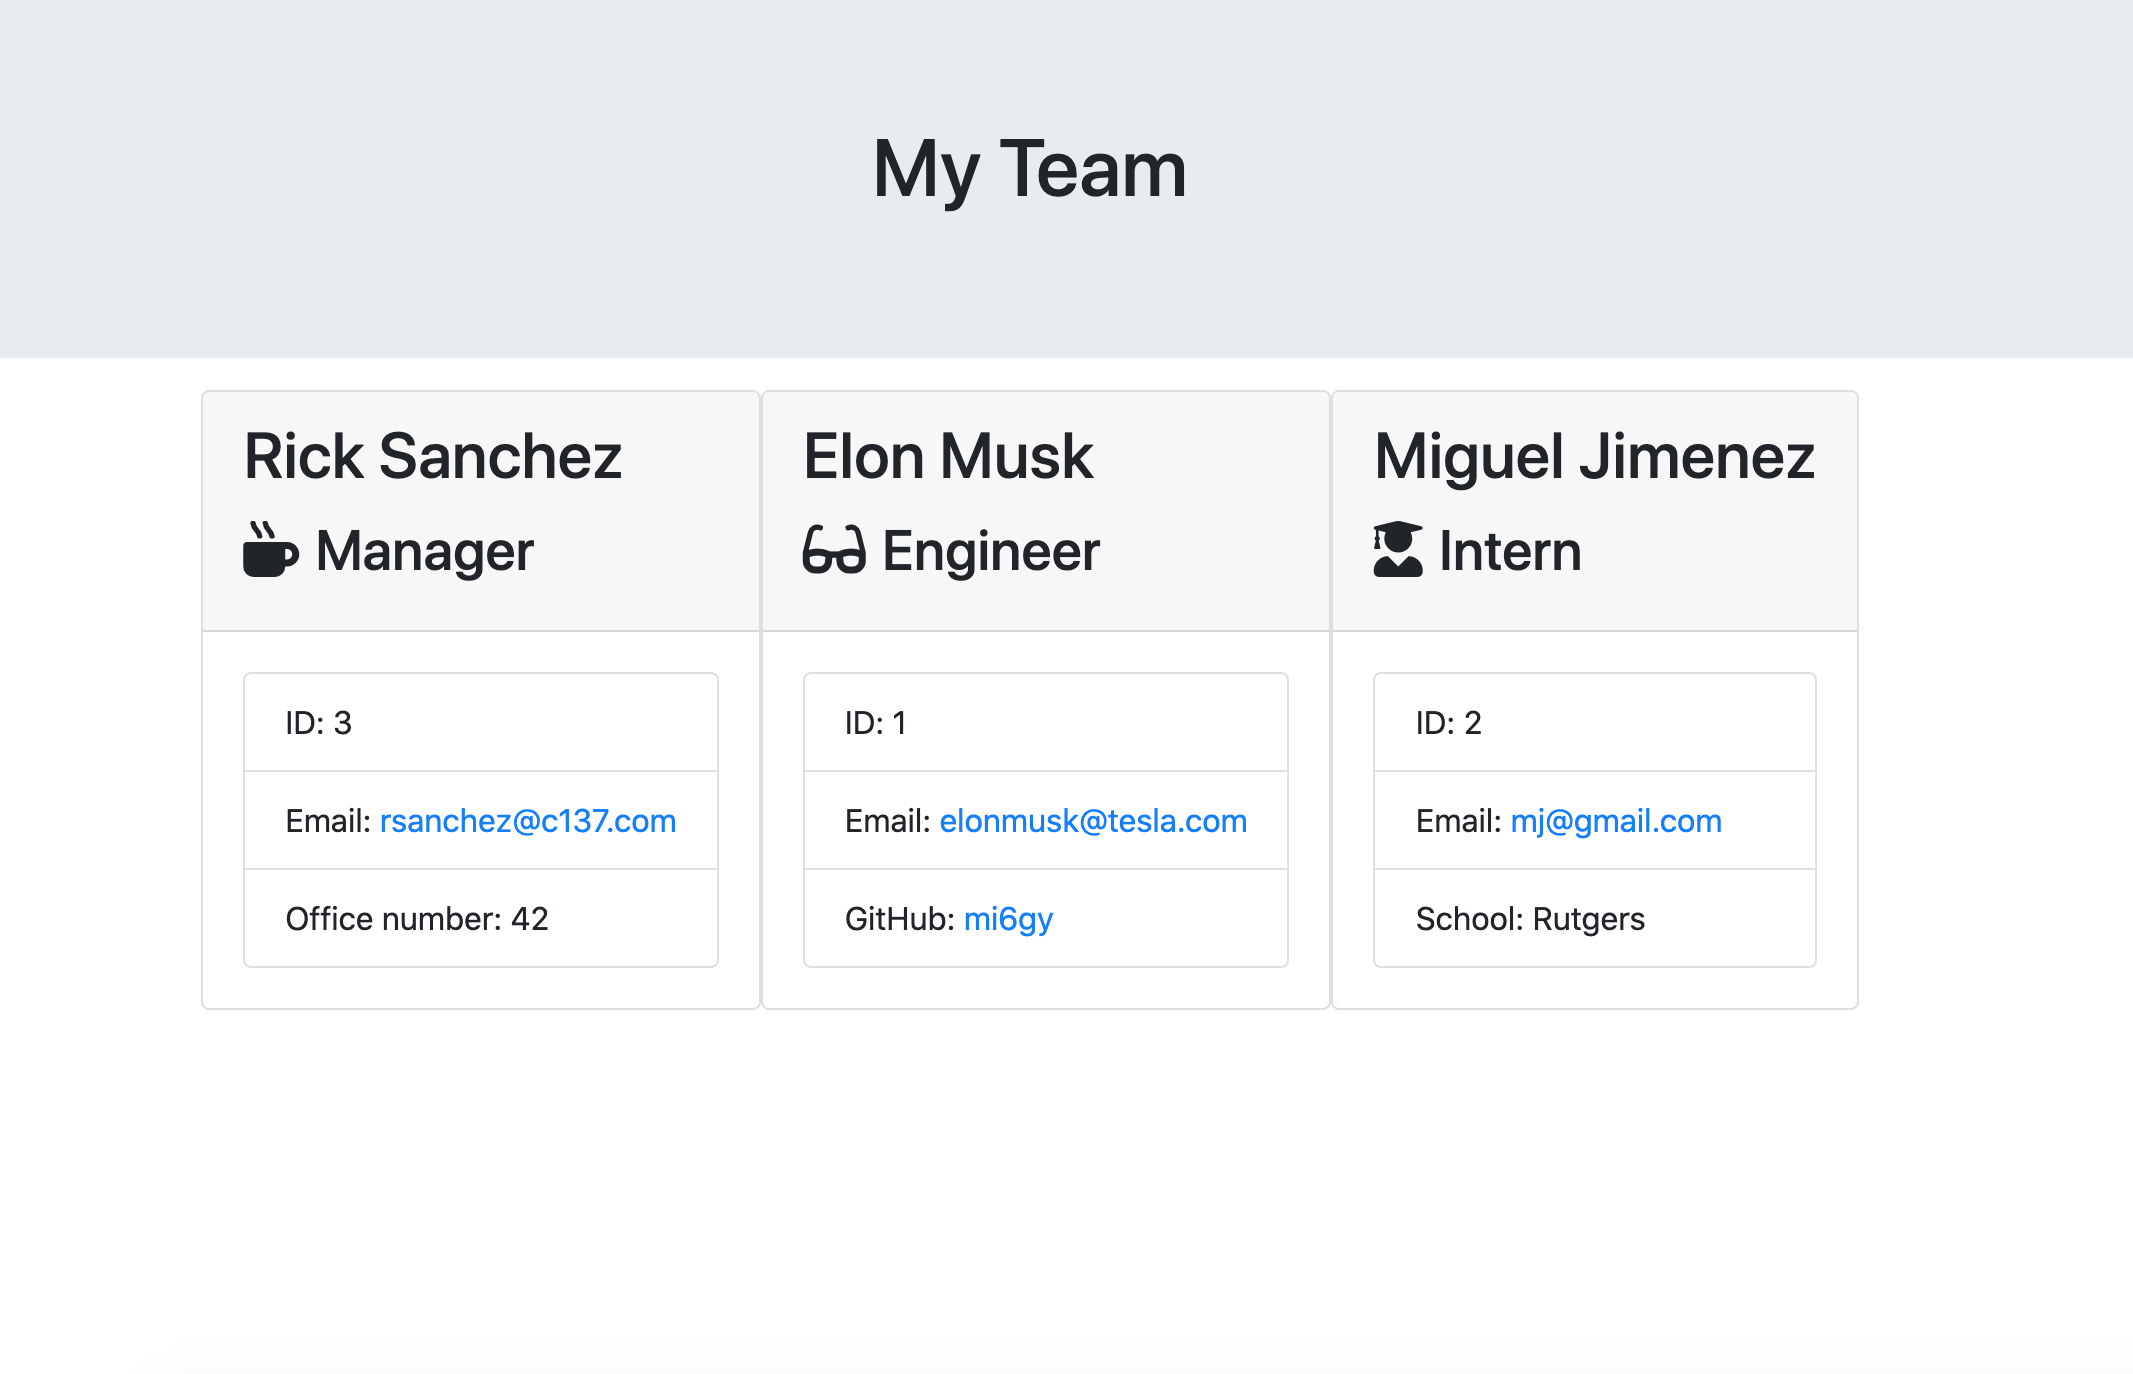 My Team
Rick Sanchez
Manager
ID: 3
Email: rsanchez@c137.com
Office number: 42
Elon Musk
Engineer
ID: 1
Email: elonmusk@tesla.com
GitHub: mi6gy
Miguel Jimenez
Intern
ID: 2
Email: mj@gmail.com
School: Rutgers